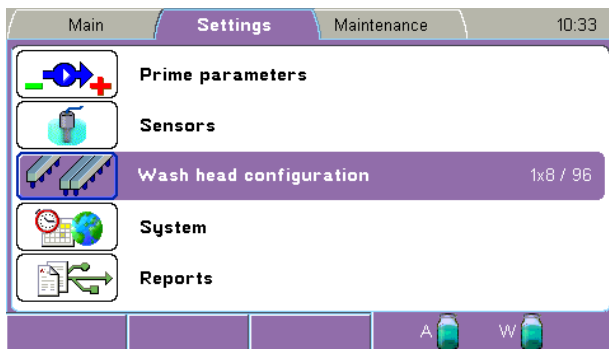 Main Settings Maintenance 10:33
Prime parameters
Sensors
Wash head configuration 1x8 / 96
System
Reports
A W